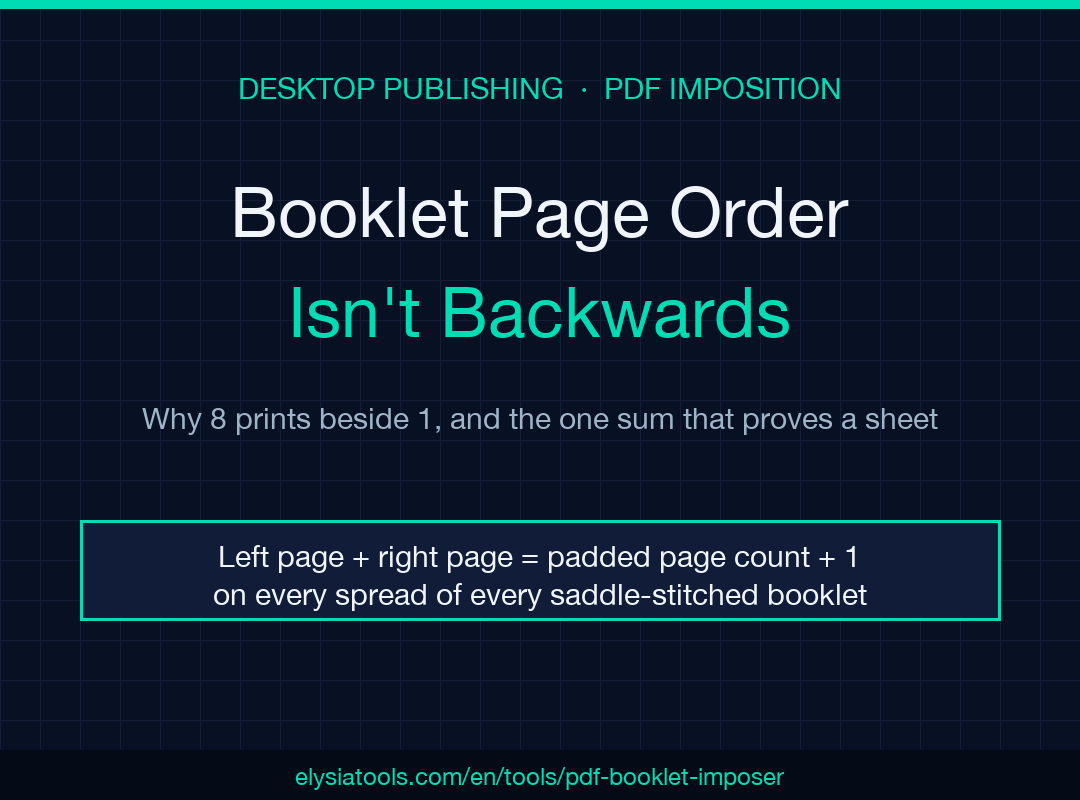 DESKTOP PUBLISHING · PDF IMPOSITION
Booklet Page Order
Isn't Backwards
Why 8 prints beside 1, and the one sum that proves a sheet
Left page + right page = padded page count + 1
on every spread of every saddle-stitched booklet
elysiatools.com/en/tools/pdf-booklet-imposer